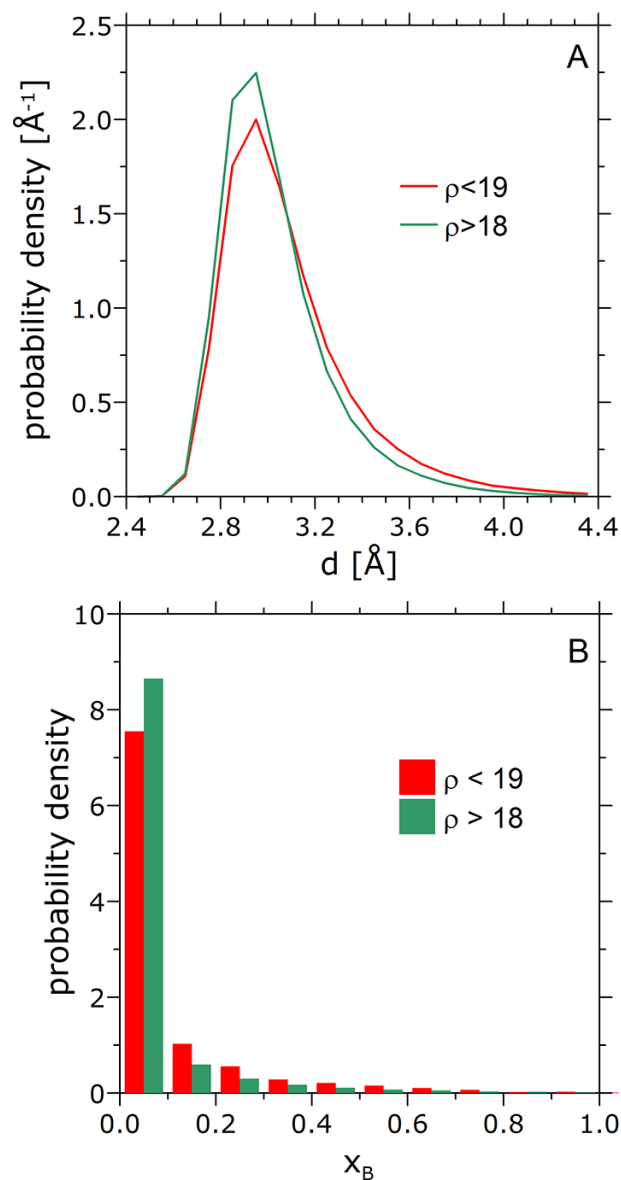 A
probability density [Å⁻¹]
2.5
2.0
1.5
1.0
0.5
0.0
ρ<19
ρ>18
2.4 2.8 3.2 3.6 4.0 4.4
d [Å]
B
probability density
10
8
6
4
2
0
ρ < 19
ρ > 18
0.0 0.2 0.4 0.6 0.8 1.0
x_B